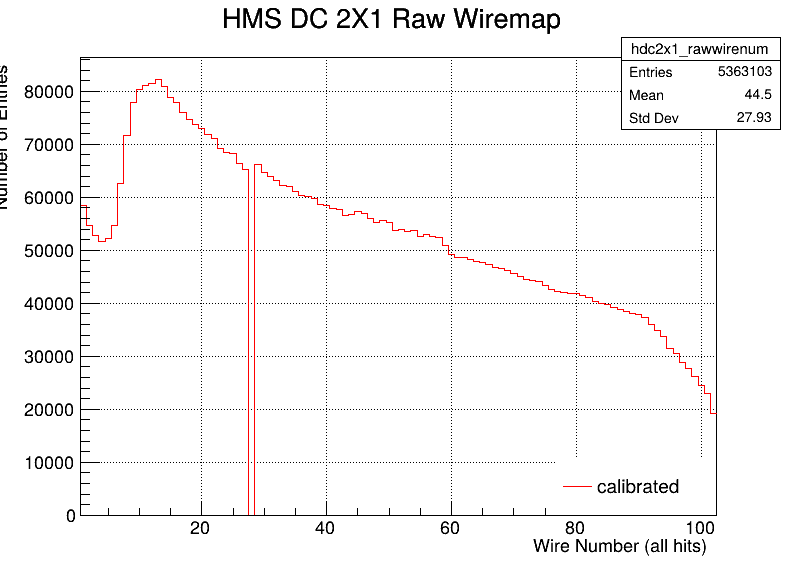 HMS DC 2X1 Raw Wiremap
hdc2x1_rawwirenum
Entries 5363103
Mean 44.5
Std Dev 27.93
Number of Entries
80000
70000
60000
50000
40000
30000
20000
10000
0
calibrated
20 40 60 80 100
Wire Number (all hits)